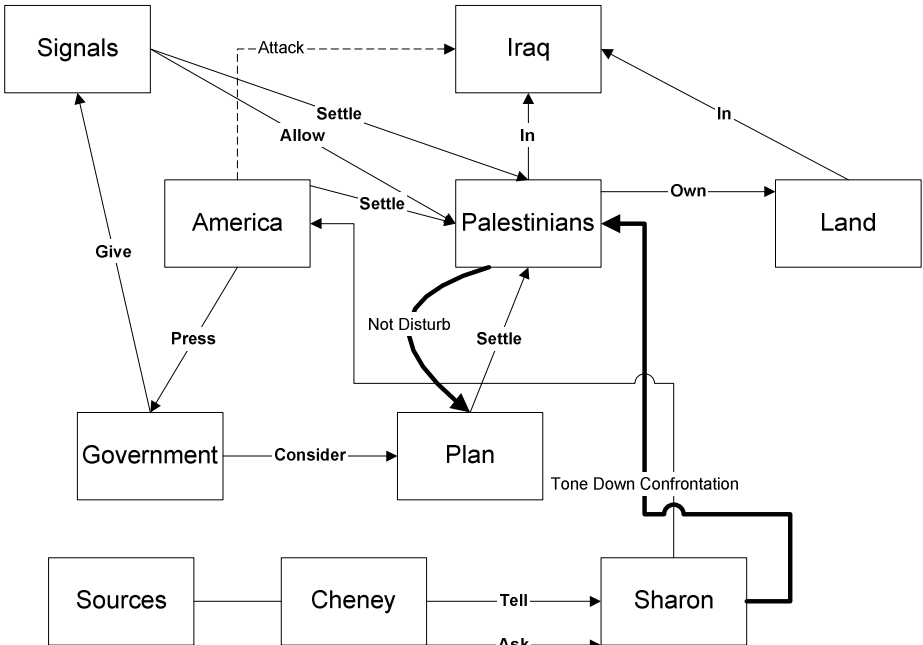 Signals
Attack
Iraq
Settle
Allow
In
In
America
Settle
Palestinians
Own
Land
Give
Not Disturb
Press
Settle
Government
Consider
Plan
Tone Down Confrontation
Sources
Cheney
Tell
Sharon
Ask